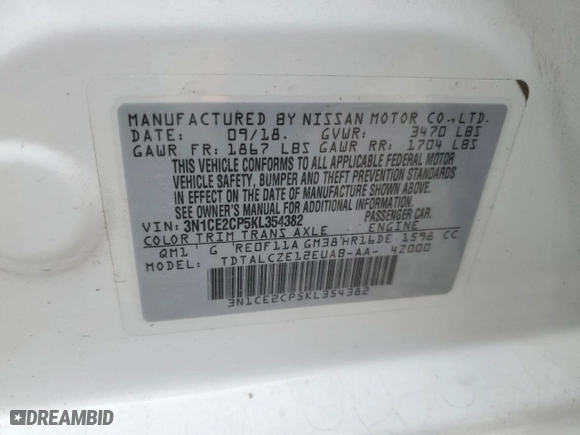 MANUFACTURED BY NISSAN MOTOR CO.,LTD.
DATE: 09/18. GVWR: 3470 LBS
GAWR FR: 1867 LBS GAWR RR: 1704 LBS
THIS VEHICLE CONFORMS TO ALL APPLICABLE FEDERAL MOTOR
VEHICLE SAFETY, BUMPER AND THEFT PREVENTION STANDARDS
IN EFFECT ON THE DATE OF MANUFACTURE SHOWN ABOVE.
SEE OWNER'S MANUAL FOR ADDITIONAL INFORMATION.
VIN: 3N1CE2CP5KL354382 PASSENGER CAR.
COLOR TRIM TRANS AXLE ENGINE
QM1' G 'RE0F11A GM38'HR16DE 1598 CC
MODEL: TDTALCZE12EUAB-AA- 4Z000
3N1CE2CP5KL354382
DREAMBID